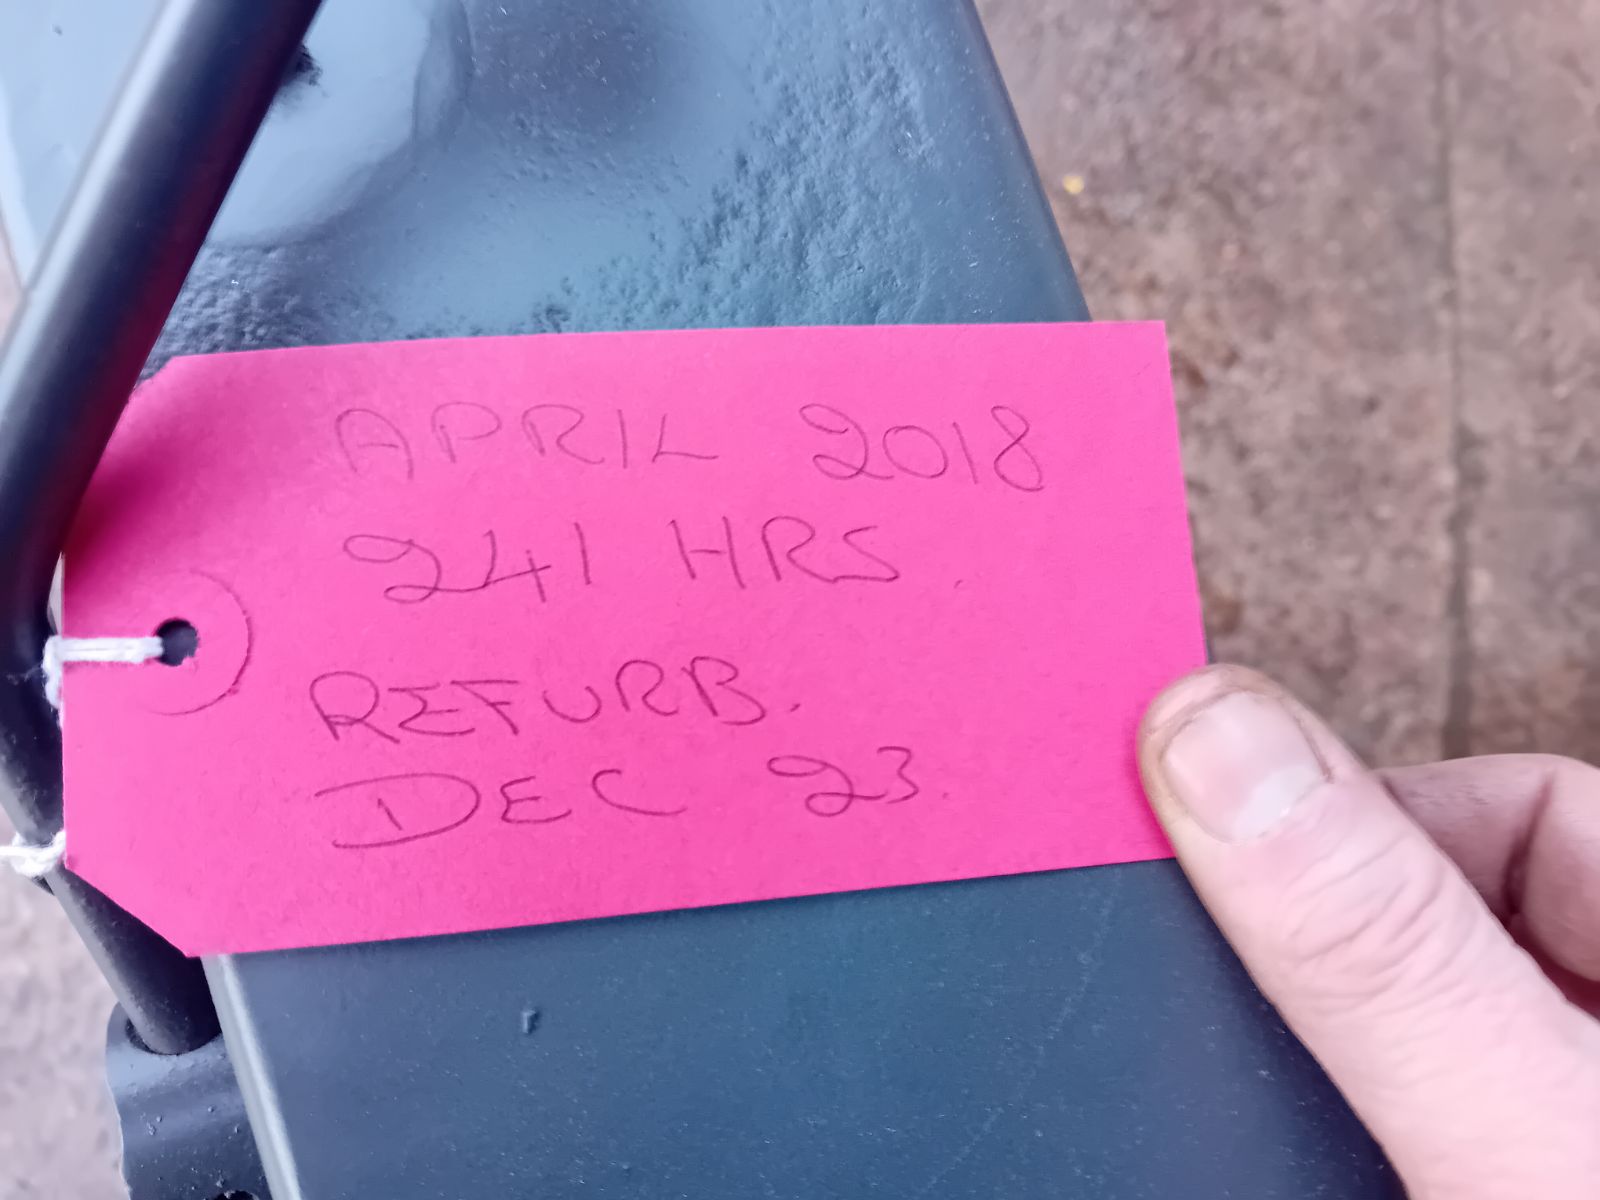 APRIL 2018
241 HRS.
REFURB.
DEC 23.